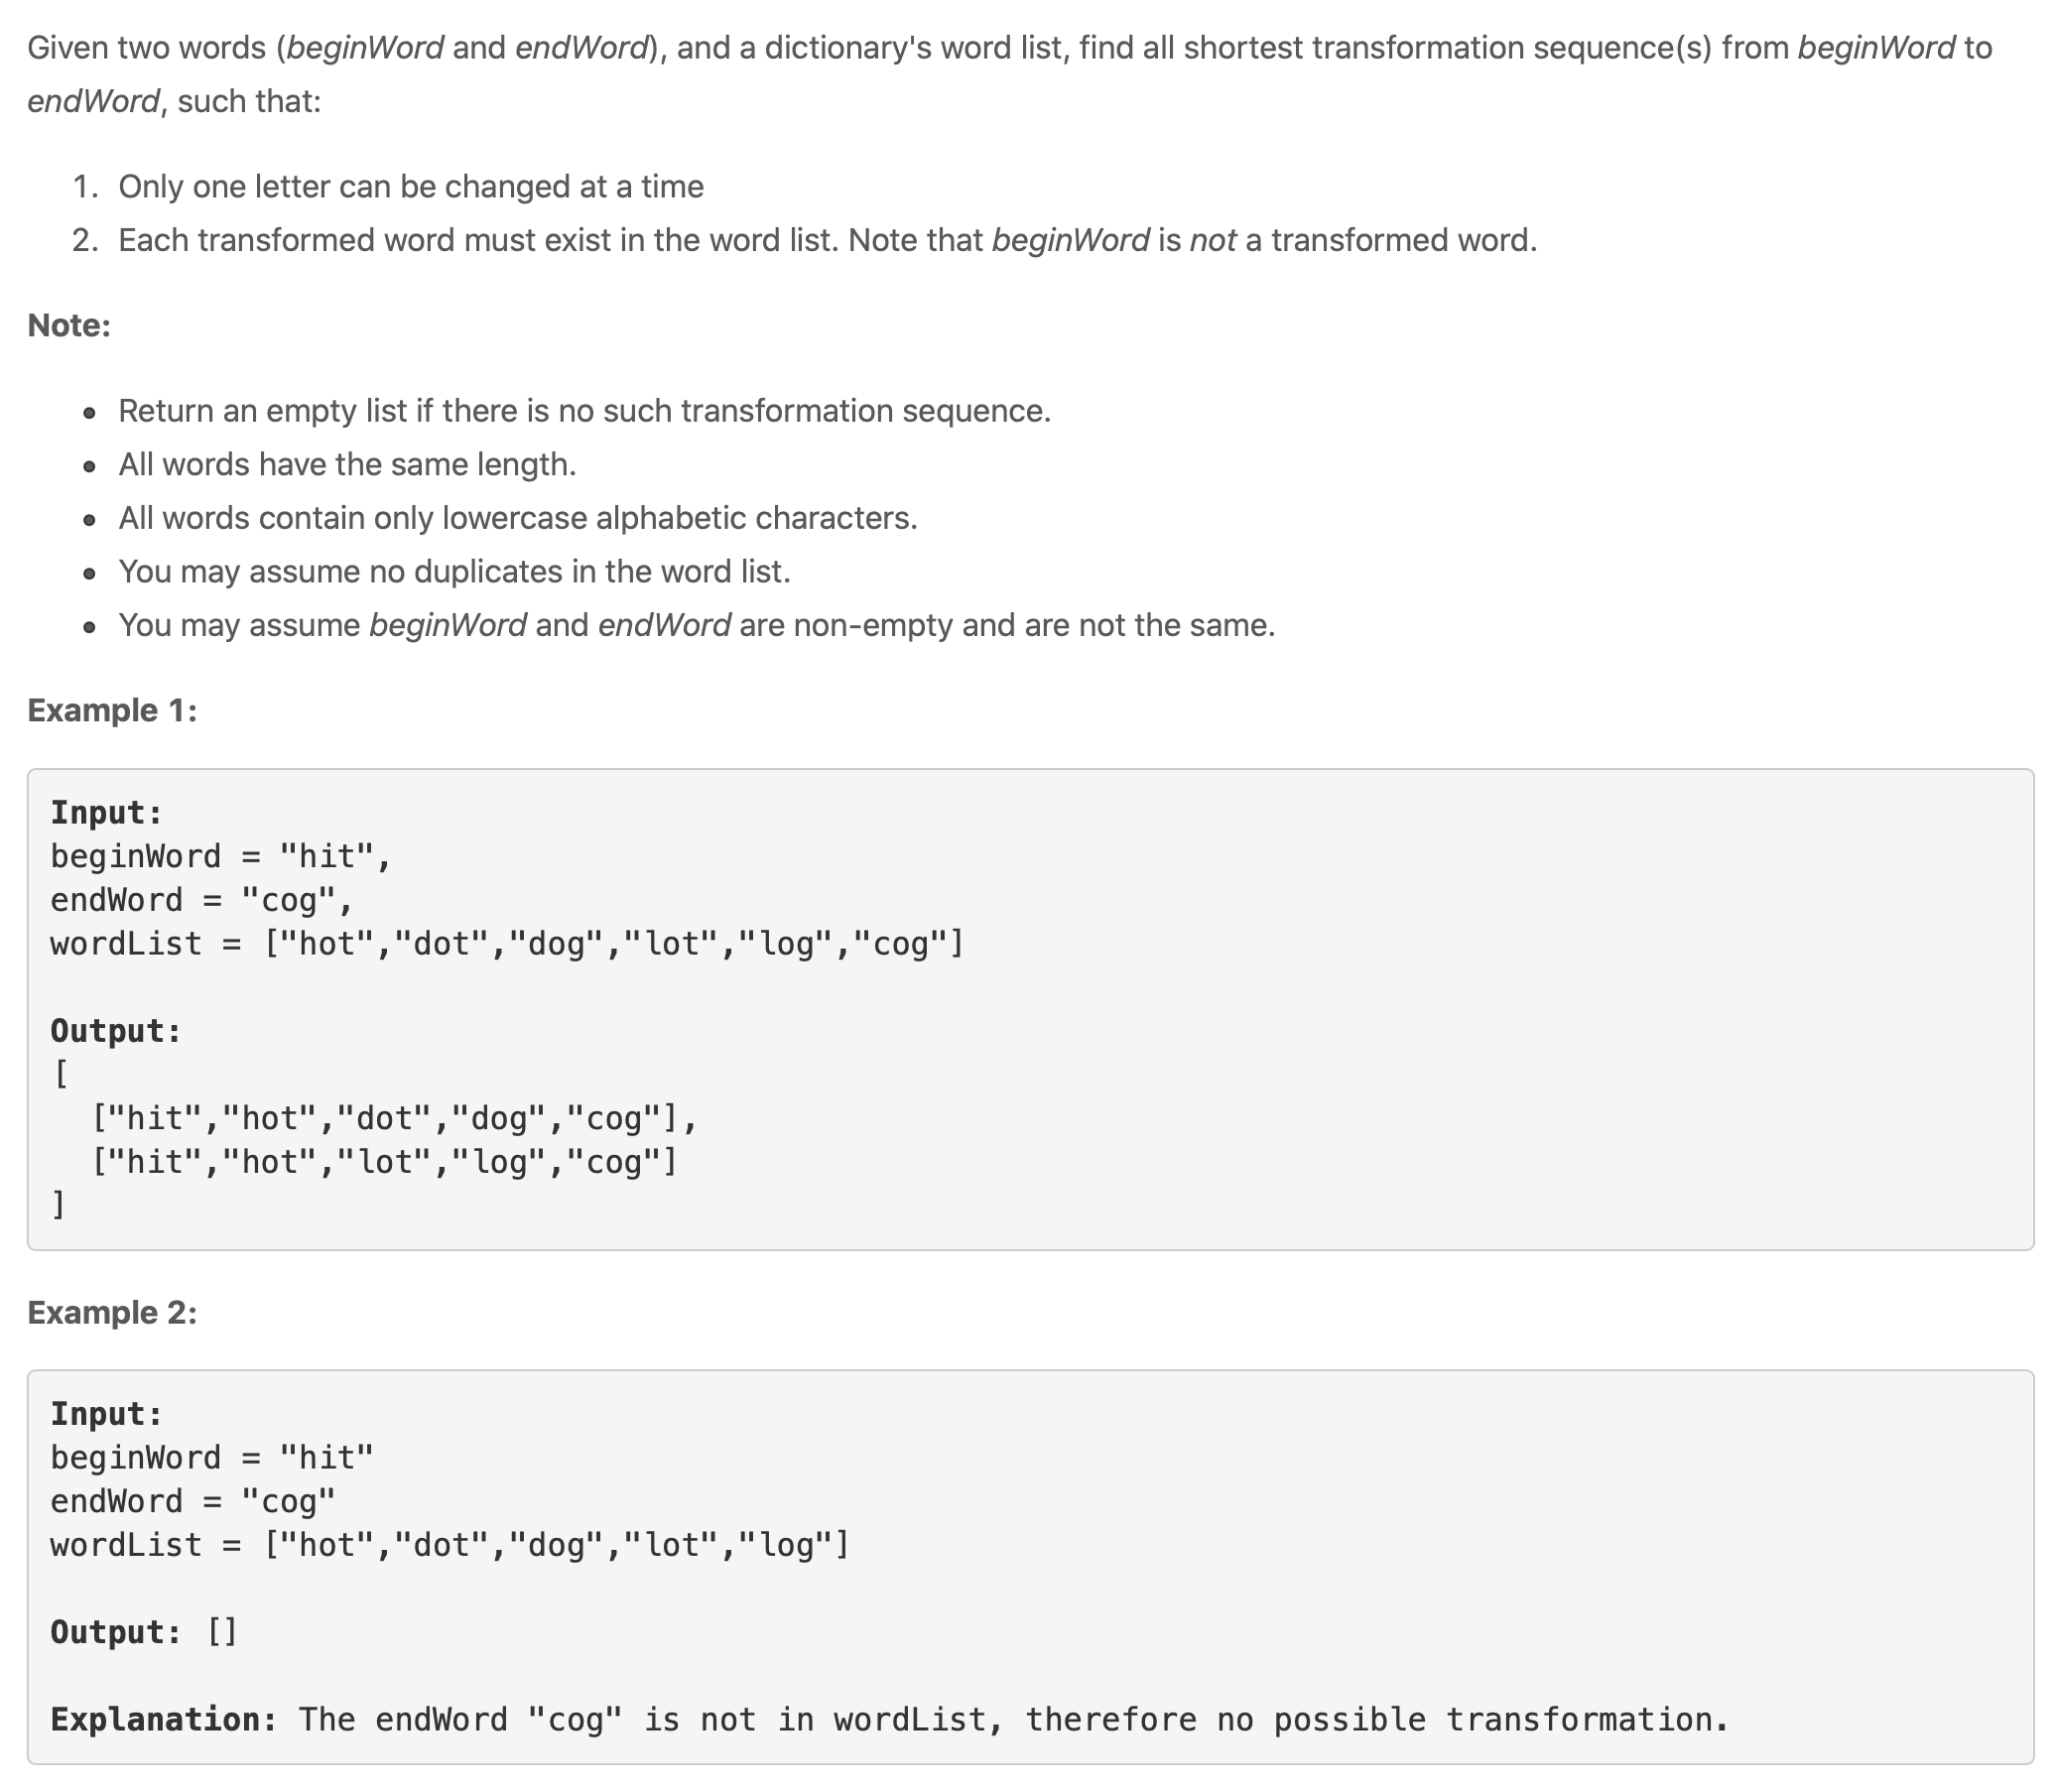 Given two words (beginWord and endWord), and a dictionary's word list, find all shortest transformation sequence(s) from beginWord to
endWord, such that:
1. Only one letter can be changed at a time
2. Each transformed word must exist in the word list. Note that beginWord is not a transformed word.
Note:
• Return an empty list if there is no such transformation sequence.
• All words have the same length.
• All words contain only lowercase alphabetic characters.
• You may assume no duplicates in the word list.
• You may assume beginWord and endWord are non-empty and are not the same.
Example 1:
Input:
beginWord = "hit",
endWord = "cog",
wordList = ["hot","dot","dog","lot","log","cog"]
Output:
[
  ["hit","hot","dot","dog","cog"],
  ["hit","hot","lot","log","cog"]
]
Example 2:
Input:
beginWord = "hit"
endWord = "cog"
wordList = ["hot","dot","dog","lot","log"]
Output: []
Explanation: The endWord "cog" is not in wordList, therefore no possible transformation.